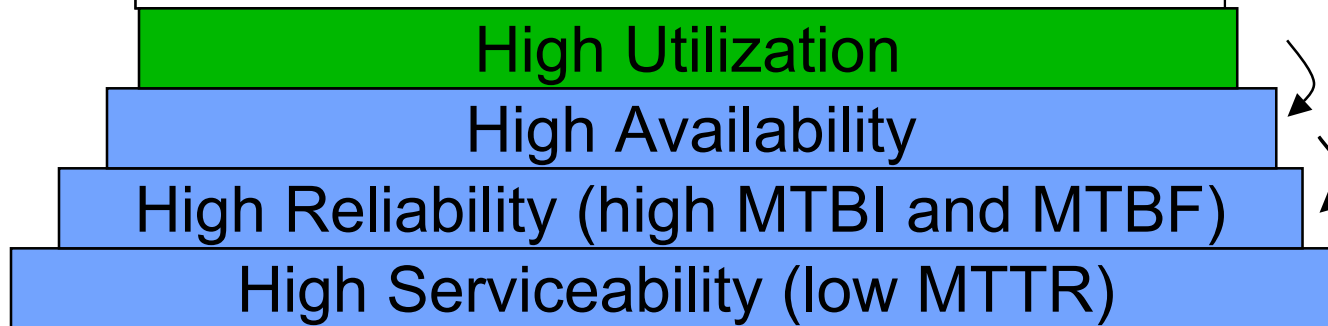 High Utilization
High Availability
High Reliability (high MTBI and MTBF)
High Serviceability (low MTTR)